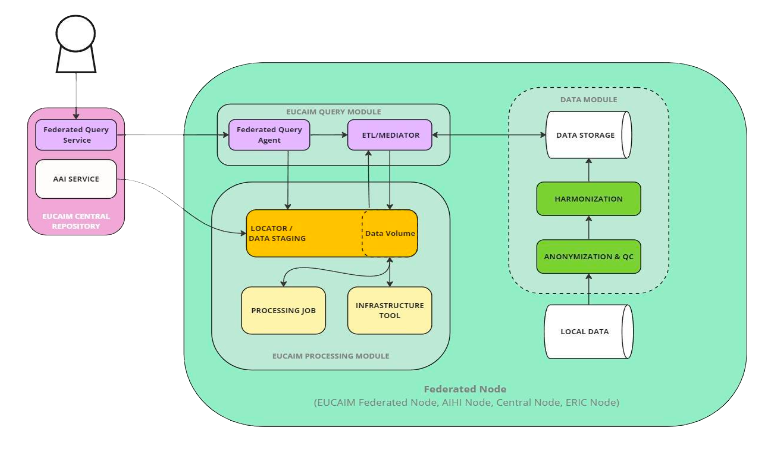 EUCAIM QUERY MODULE
DATA MODULE
Federated Query
Service
Federated Query
Agent
ETL/MEDIATOR
DATA STORAGE
AAI SERVICE
EUCAIM CENTRAL
REPOSITORY
HARMONIZATION
LOCATOR /
DATA STAGING
Data Volume
ANONYMIZATION & QC
PROCESSING JOB
INFRASTRUCTURE
TOOL
LOCAL DATA
EUCAIM PROCESSING MODULE
Federated Node
(EUCAIM Federated Node, AIHI Node, Central Node, ERIC Node)